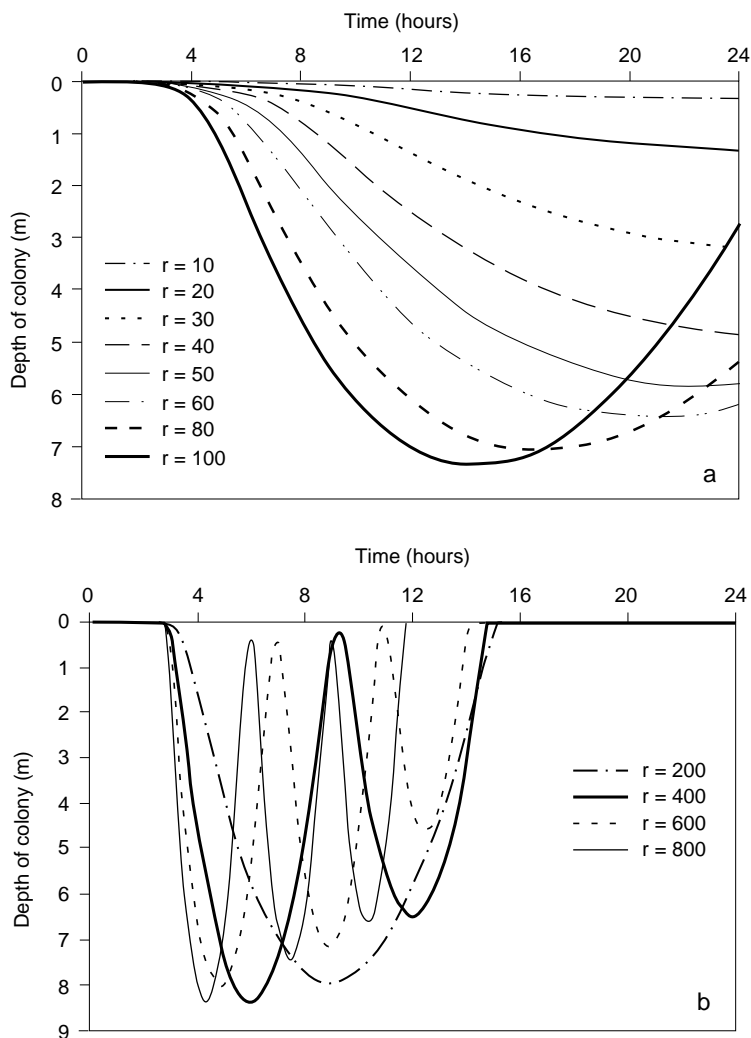 Time (hours)
0 4 8 12 16 20 24
0
1
2
3
4
5
6
7
8
Depth of colony (m)
r = 10
r = 20
r = 30
r = 40
r = 50
r = 60
r = 80
r = 100
a
Time (hours)
0 4 8 12 16 20 24
0
1
2
3
4
5
6
7
8
9
Depth of colony (m)
r = 200
r = 400
r = 600
r = 800
b